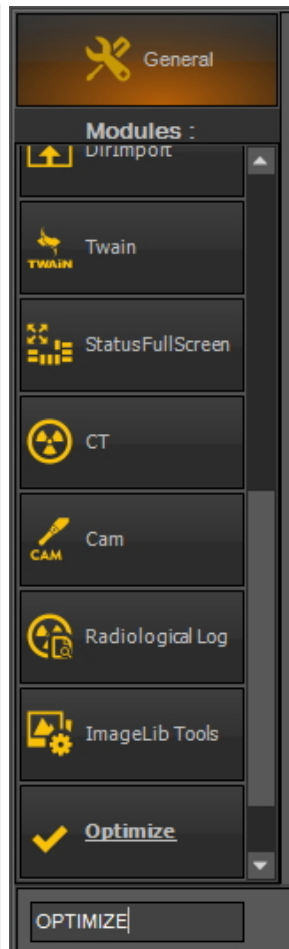 General
Modules :
DirImport
Twain
TWAIN
StatusFullScreen
CT
Cam
CAM
Radiological Log
ImageLib Tools
Optimize
OPTIMIZE